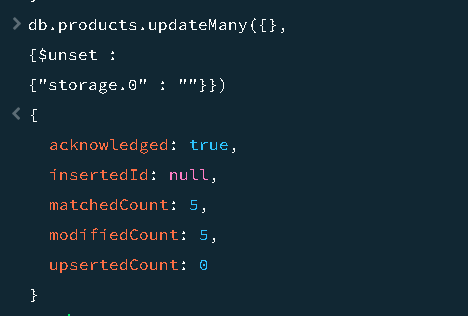 > db.products.updateMany({},
{$unset :
{"storage.0" : ""}})
< {
acknowledged: true,
insertedId: null,
matchedCount: 5,
modifiedCount: 5,
upsertedCount: 0
}